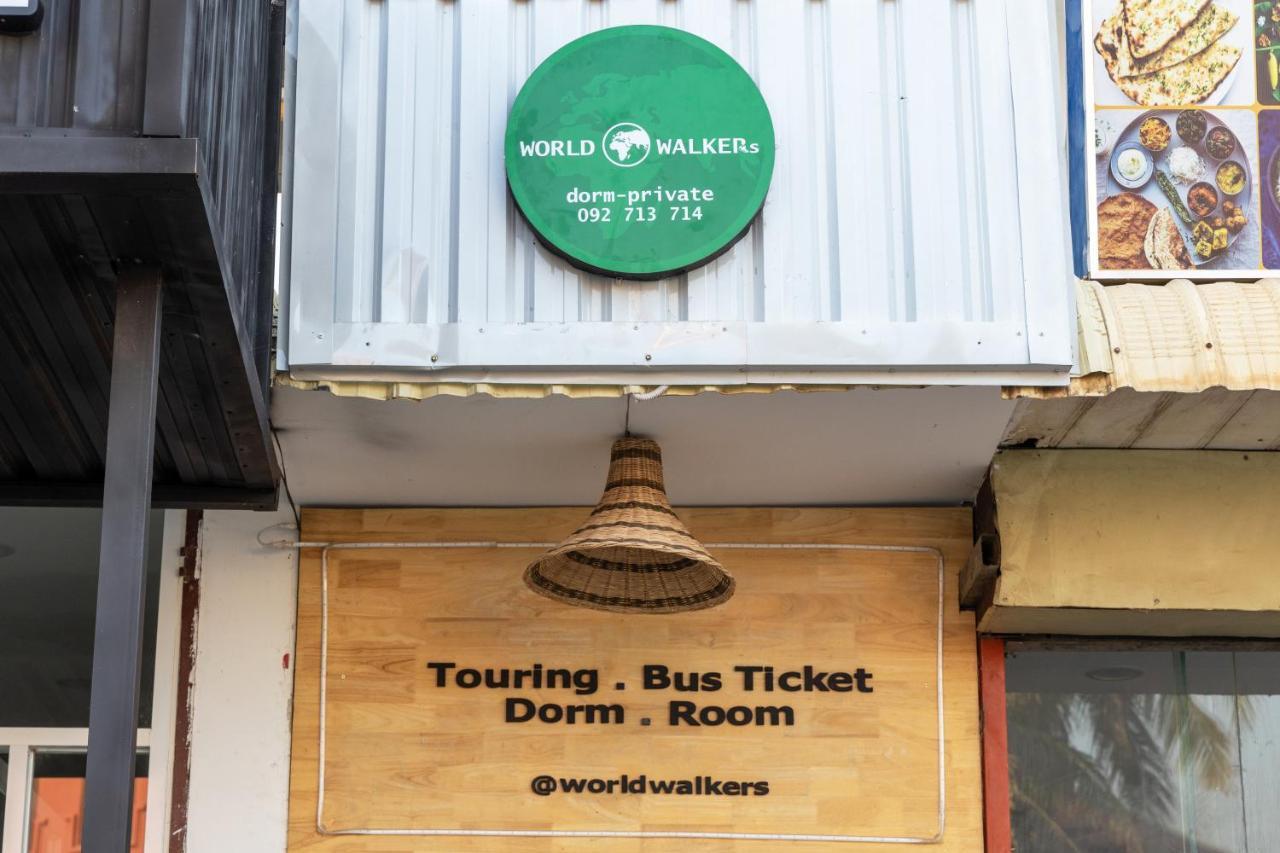 WORLD WALKERs
dorm-private
092 713 714
Touring . Bus Ticket
Dorm . Room
@worldwalkers